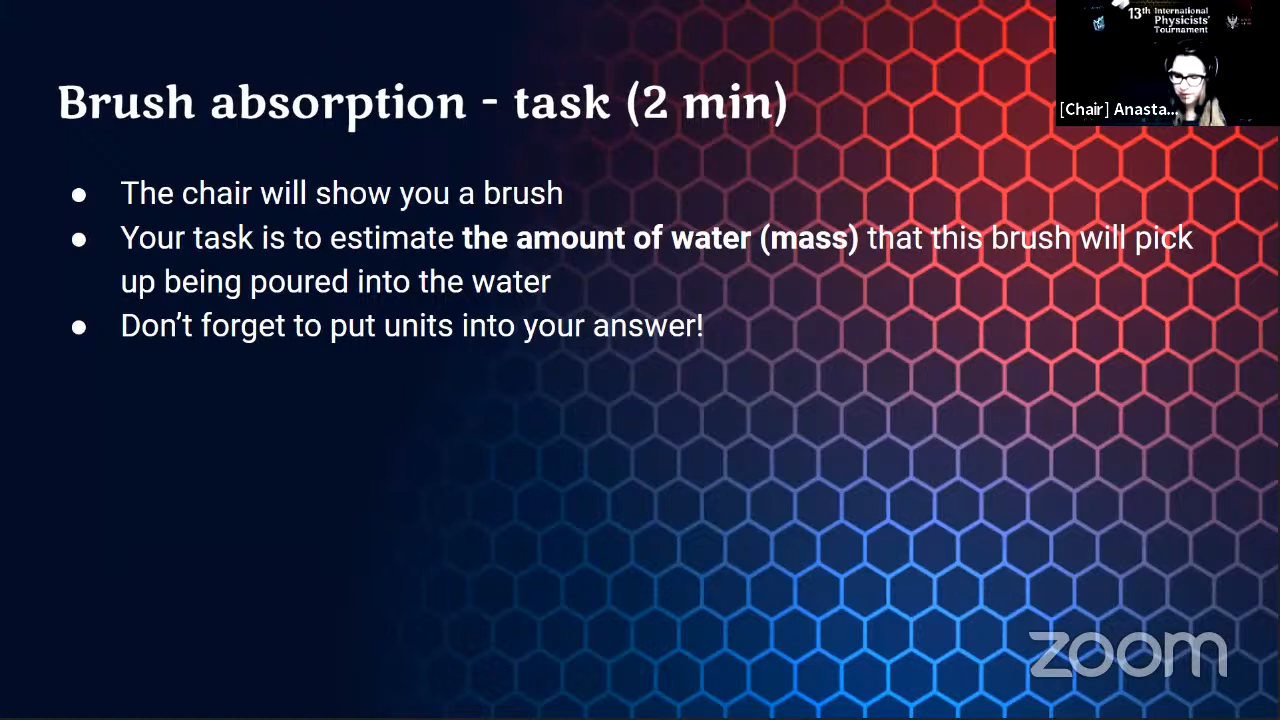 13th International
Physicists'
Tournament
[Chair] Anasta...
Brush absorption - task (2 min)
● The chair will show you a brush
● Your task is to estimate the amount of water (mass) that this brush will pick
up being poured into the water
● Don't forget to put units into your answer!
zoom